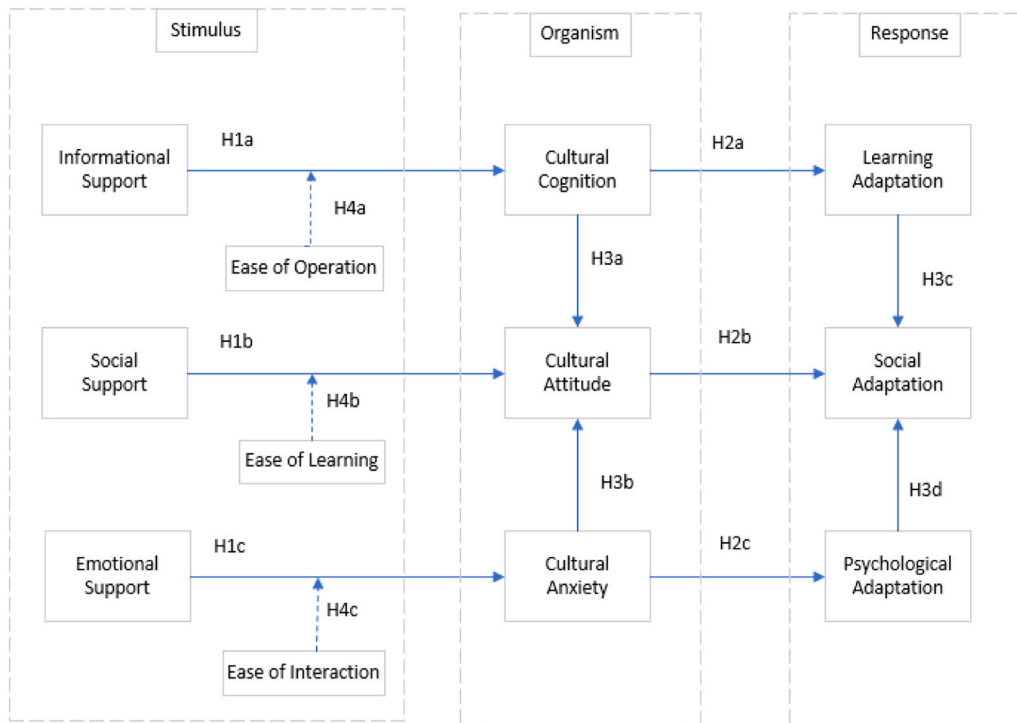 Stimulus
Organism
Response
Informational
Support
H1a
Cultural
Cognition
H2a
Learning
Adaptation
H4a
Ease of Operation
H3a
H3c
Social
Support
H1b
Cultural
Attitude
H2b
Social
Adaptation
H4b
Ease of Learning
H3b
H3d
Emotional
Support
H1c
Cultural
Anxiety
H2c
Psychological
Adaptation
H4c
Ease of Interaction